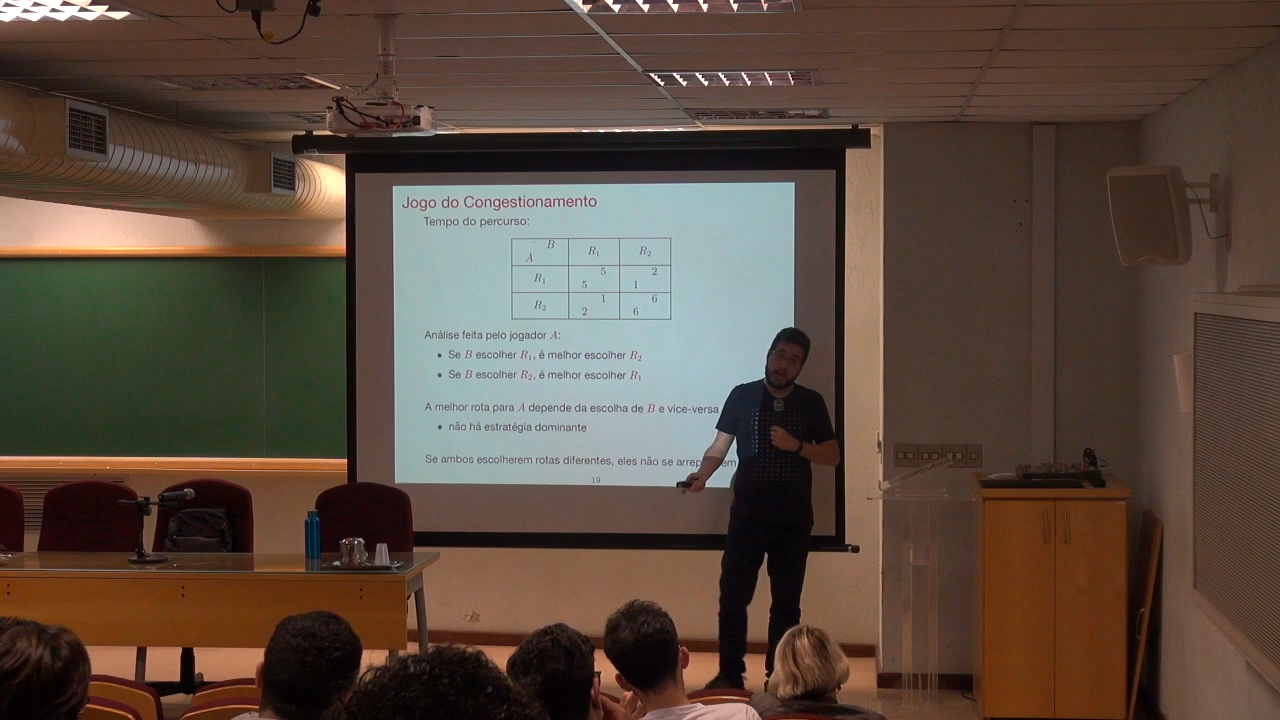 Jogo do Congestionamento
Tempo do percurso:
B
A
R₁ R₂
R₁ 5 5 1 2
R₂ 2 1 6 6
Análise feita pelo jogador A:
• Se B escolher R₁, é melhor escolher R₂
• Se B escolher R₂, é melhor escolher R₁
A melhor rota para A depende da escolha de B e vice-versa
• não há estratégia dominante
Se ambos escolherem rotas diferentes, eles não se
19